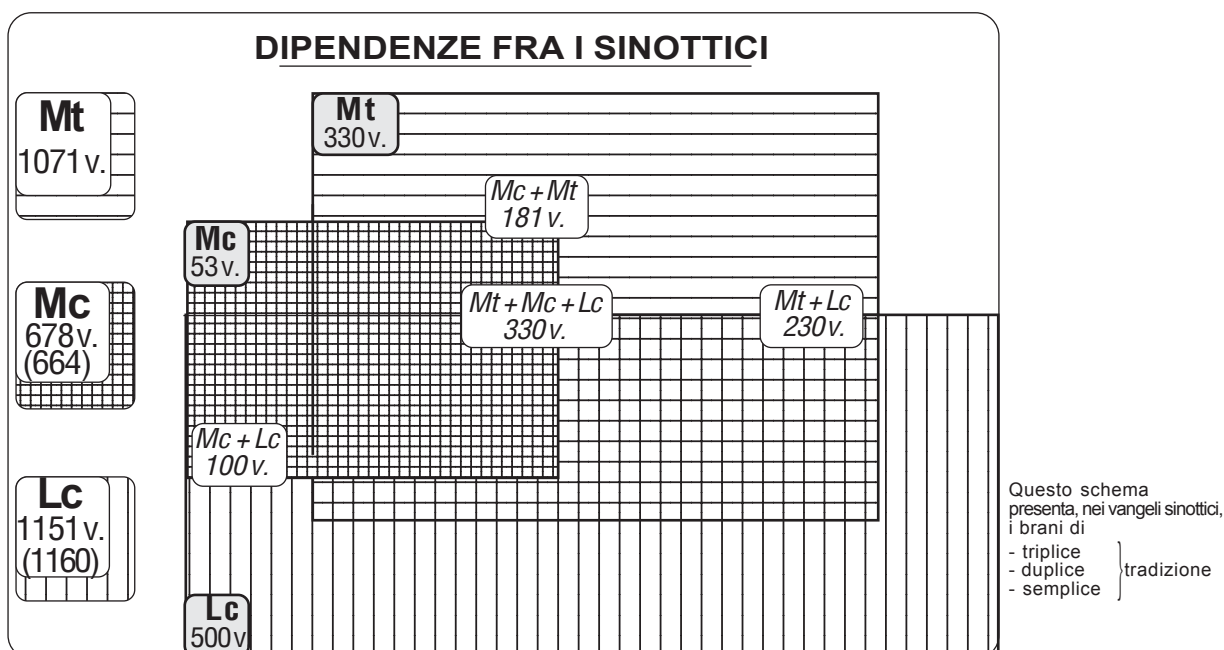 DIPENDENZE FRA I SINOTTICI
Mt
1071 v.
Mc
678 v.
(664)
Lc
1151 v.
(1160)
Mt
330 v.
Mc + Mt
181 v.
Mc
53 v.
Mt + Mc + Lc
330 v.
Mt + Lc
230 v.
Mc + Lc
100 v.
Lc
500 v
Questo schema
presenta, nei vangeli sinottici,
i brani di
- triplice
- duplice
- semplice
tradizione